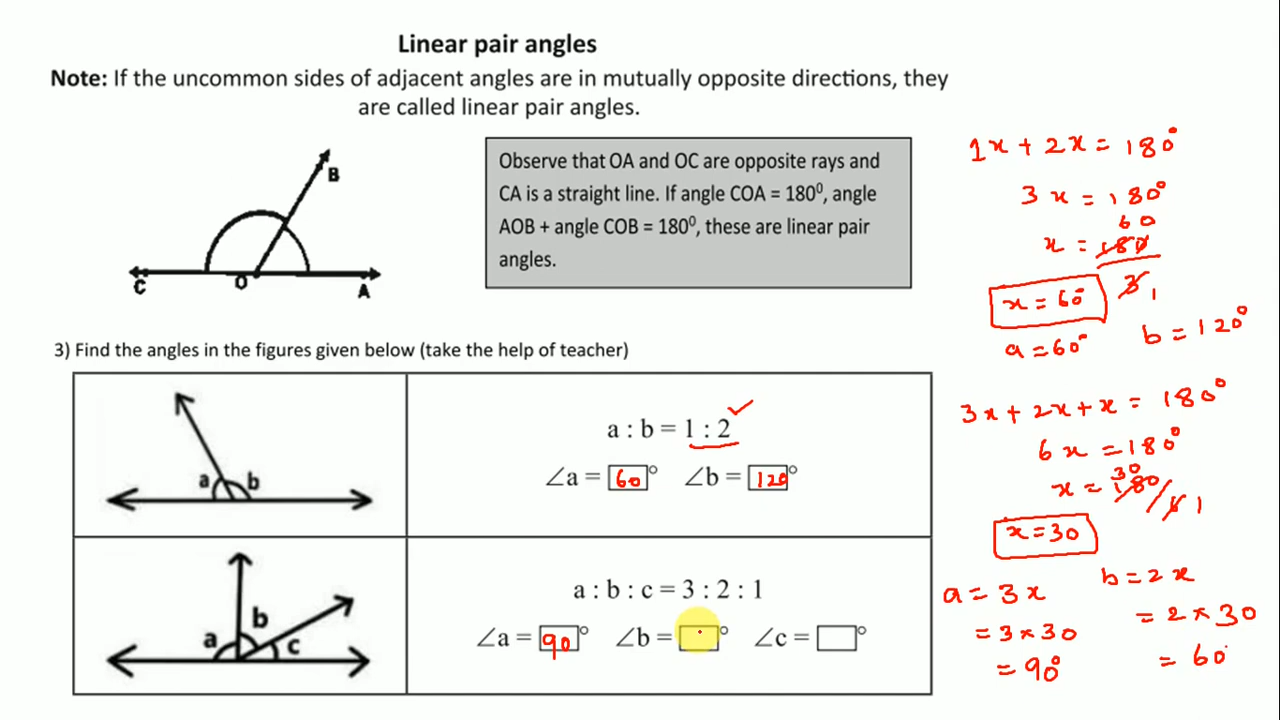 Linear pair angles
Note: If the uncommon sides of adjacent angles are in mutually opposite directions, they
are called linear pair angles.
B
C
O
A
Observe that OA and OC are opposite rays and
CA is a straight line. If angle COA = 180⁰, angle
AOB + angle COB = 180⁰, these are linear pair
angles.
1x + 2x = 180°
3x = 180°
60
x = 180
3 1
x = 60°
a = 60° b = 120°
3) Find the angles in the figures given below (take the help of teacher)
a b
a : b = 1 : 2
∠a = 60° ∠b = 120°
a b c
a : b : c = 3 : 2 : 1
∠a = 90° ∠b = ° ∠c = °
3x + 2x + x = 180°
6x = 180°
30
x = 180/6 1
x = 30
a = 3x
= 3 × 30
= 90°
b = 2x
= 2 × 30
= 60